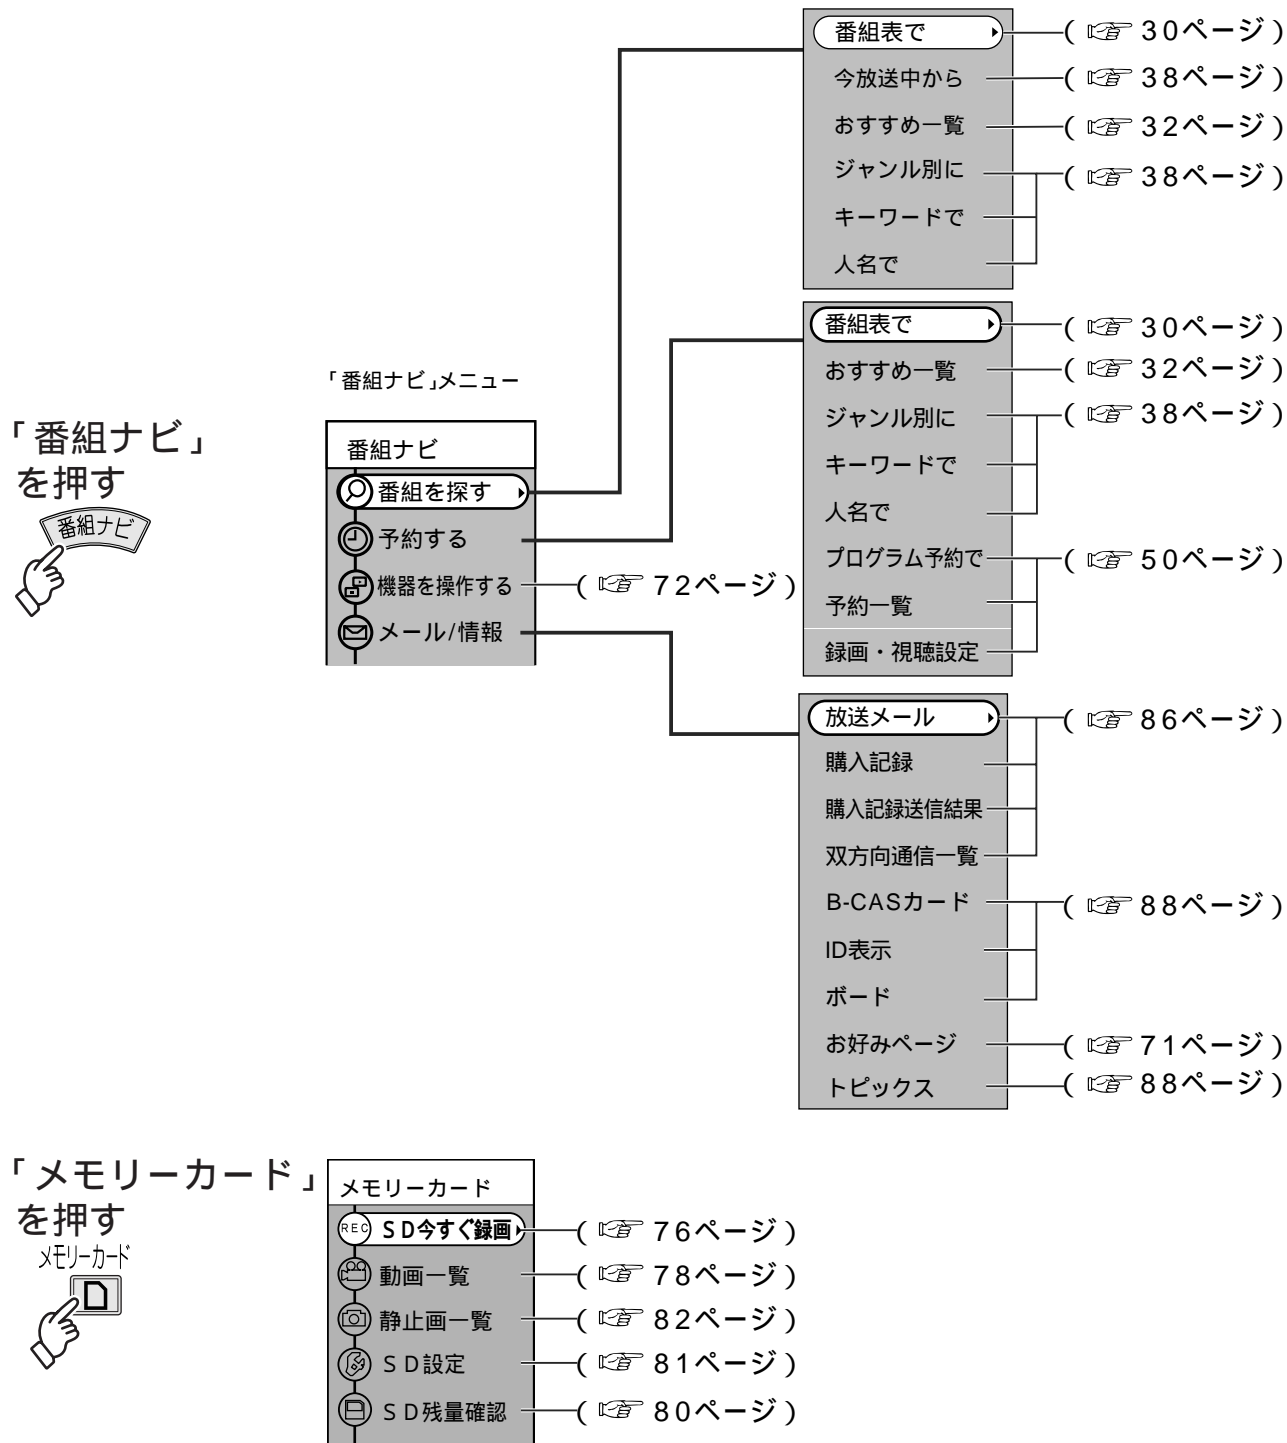 番組表で (☞30ページ)
今放送中から (☞38ページ)
おすすめ一覧 (☞32ページ)
ジャンル別に (☞38ページ)
キーワードで
人名で
番組表で (☞30ページ)
おすすめ一覧 (☞32ページ)
ジャンル別に (☞38ページ)
キーワードで
人名で
プログラム予約で (☞50ページ)
予約一覧
録画・視聴設定
「番組ナビ」メニュー
「番組ナビ」
を押す
番組ナビ
番組ナビ
番組を探す
予約する
機器を操作する (☞72ページ)
メール/情報
放送メール (☞86ページ)
購入記録
購入記録送信結果
双方向通信一覧
B-CASカード (☞88ページ)
ID表示
ボード
お好みページ (☞71ページ)
トピックス (☞88ページ)
「メモリーカード」
を押す
メモリーカード
メモリーカード
REC SD今すぐ録画 (☞76ページ)
動画一覧 (☞78ページ)
静止画一覧 (☞82ページ)
SD設定 (☞81ページ)
SD残量確認 (☞80ページ)